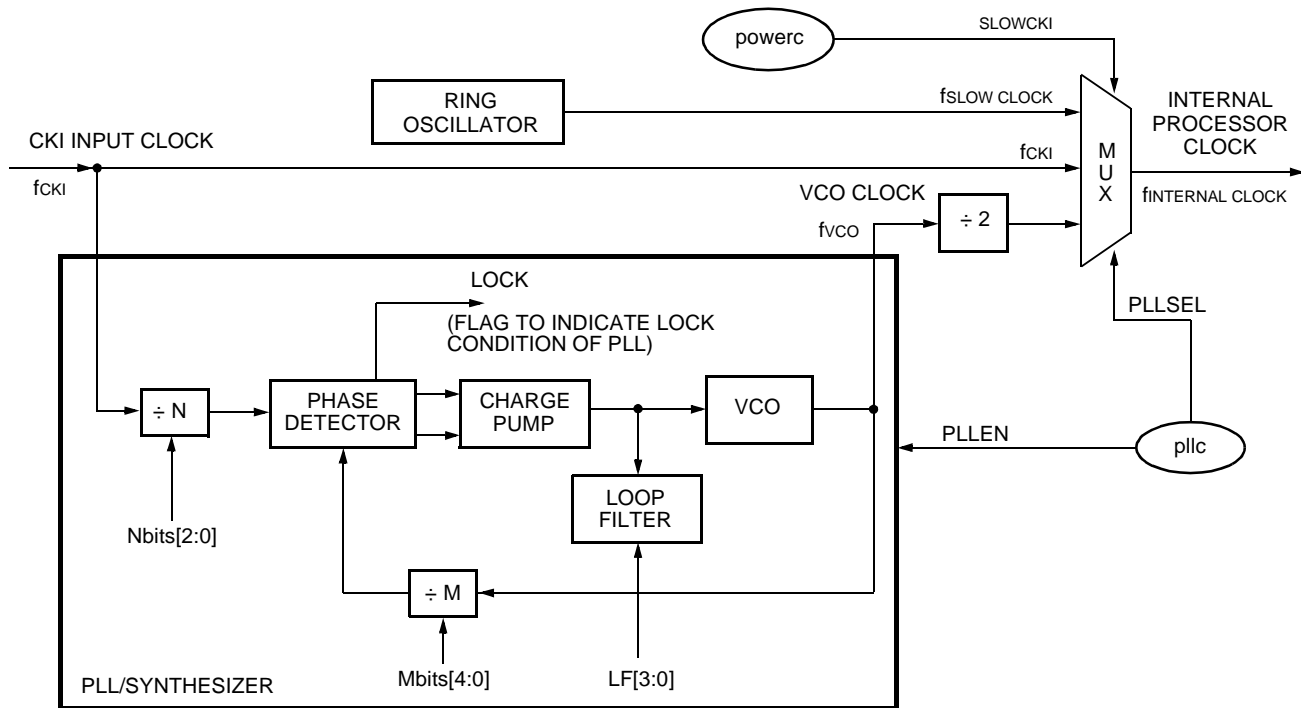 SLOWCKI
powerc
RING
OSCILLATOR
fSLOW CLOCK
INTERNAL
PROCESSOR
CLOCK
CKI INPUT CLOCK
fCKI
fCKI
M
U
X
fINTERNAL CLOCK
VCO CLOCK
fVCO
÷ 2
LOCK
(FLAG TO INDICATE LOCK
CONDITION OF PLL)
PLLSEL
÷ N
PHASE
DETECTOR
CHARGE
PUMP
VCO
PLLEN
pllc
LOOP
FILTER
Nbits[2:0]
÷ M
Mbits[4:0]
LF[3:0]
PLL/SYNTHESIZER